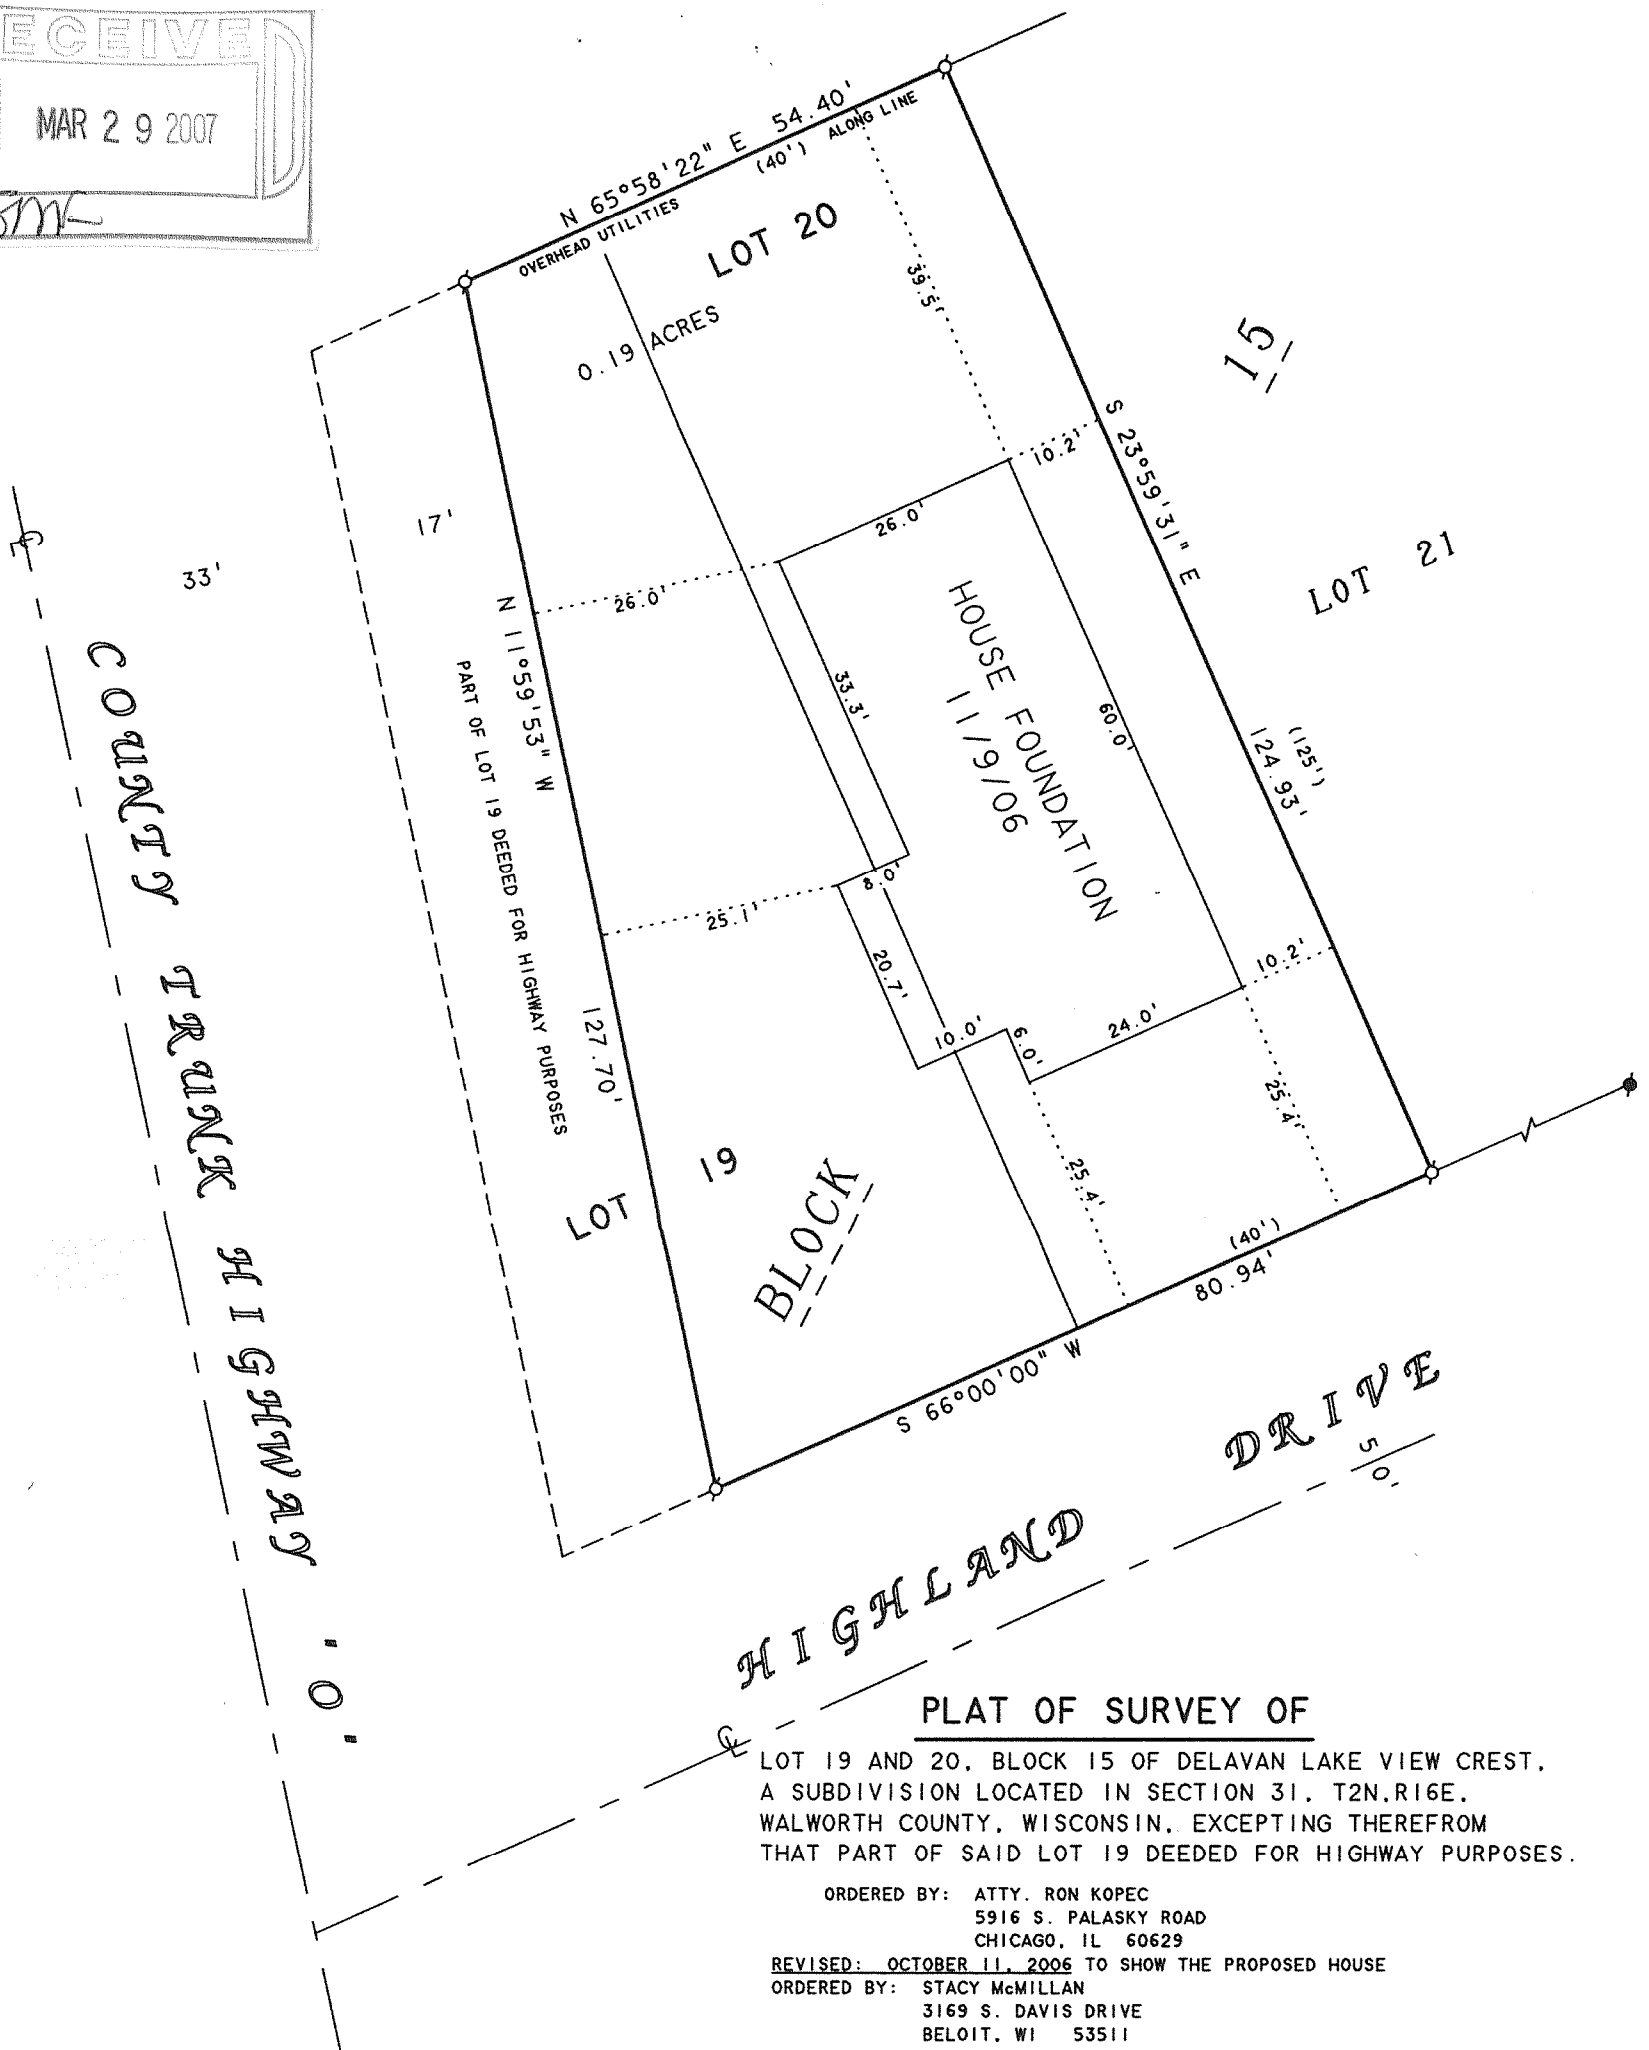 ECEIVE D
MAR 29 2007
N 65°58'22" E 54.40'
OVERHEAD UTILITIES
(40') ALONG LINE
LOT 20
0.19 ACRES
39.5'
15
10.2'
S 23°59'31" E
26.0'
17'
33'
26.0'
LOT 21
HOUSE FOUNDATION
11/9/06
33.3'
60.0'
(125')
124.93'
N 11°59'53" W
127.70'
PART OF LOT 19 DEEDED FOR HIGHWAY PURPOSES
8.0'
25.1'
20.7'
10.0'
6.0'
24.0'
10.2'
25.4'
25.4'
LOT 19
BLOCK
(40')
S 66°00'00" W 80.94'
COUNTY TRUNK HIGHWAY "O"
HIGHLAND DRIVE
50'
PLAT OF SURVEY OF
LOT 19 AND 20, BLOCK 15 OF DELAVAN LAKE VIEW CREST,
A SUBDIVISION LOCATED IN SECTION 31, T2N,R16E,
WALWORTH COUNTY, WISCONSIN, EXCEPTING THEREFROM
THAT PART OF SAID LOT 19 DEEDED FOR HIGHWAY PURPOSES.
ORDERED BY: ATTY. RON KOPEC
5916 S. PALASKY ROAD
CHICAGO, IL 60629
REVISED: OCTOBER 11, 2006 TO SHOW THE PROPOSED HOUSE
ORDERED BY: STACY McMILLAN
3169 S. DAVIS DRIVE
BELOIT, WI 53511